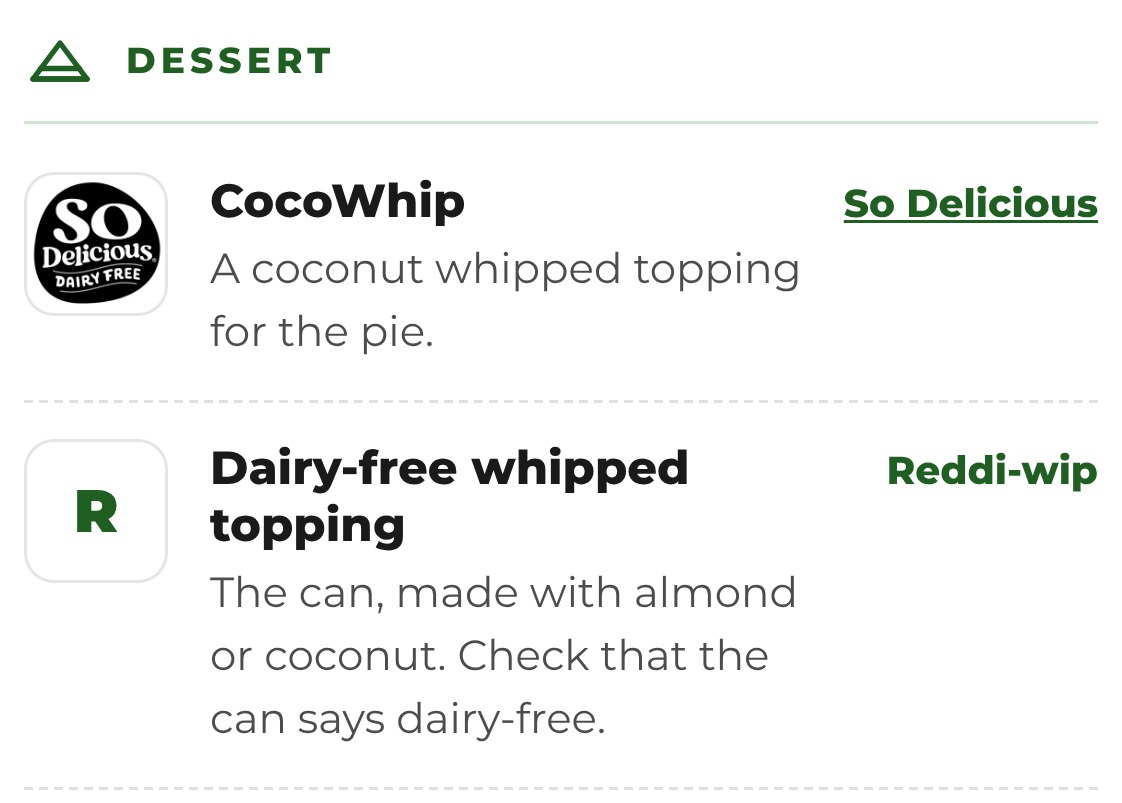 DESSERT
SO
Delicious®
DAIRY FREE
CocoWhip
So Delicious
A coconut whipped topping
for the pie.
R
Dairy-free whipped
topping
Reddi-wip
The can, made with almond
or coconut. Check that the
can says dairy-free.